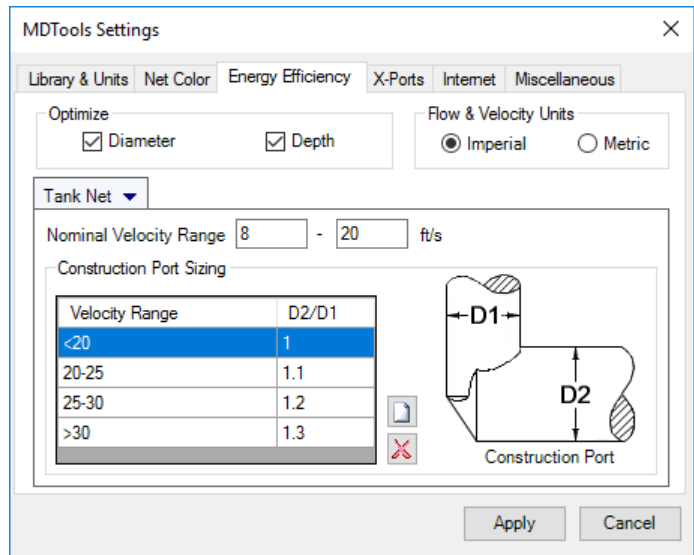 MDTools Settings
Library & Units Net Color Energy Efficiency X-Ports Internet Miscellaneous
Optimize
Diameter Depth
Flow & Velocity Units
Imperial Metric
Tank Net
Nominal Velocity Range 8 - 20 ft/s
Construction Port Sizing
Velocity Range D2/D1
<20 1
20-25 1.1
25-30 1.2
>30 1.3
D1
D2
Construction Port
Apply Cancel